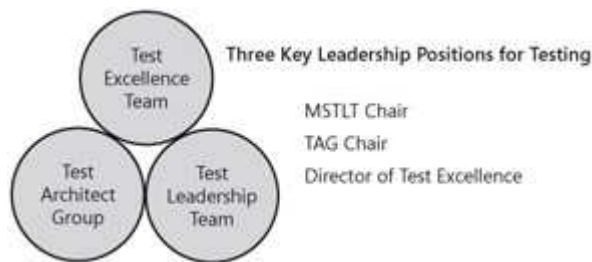 Test
Excellence
Team
Three Key Leadership Positions for Testing
MSTLT Chair
TAG Chair
Director of Test Excellence
Test
Architect
Group
Test
Leadership
Team